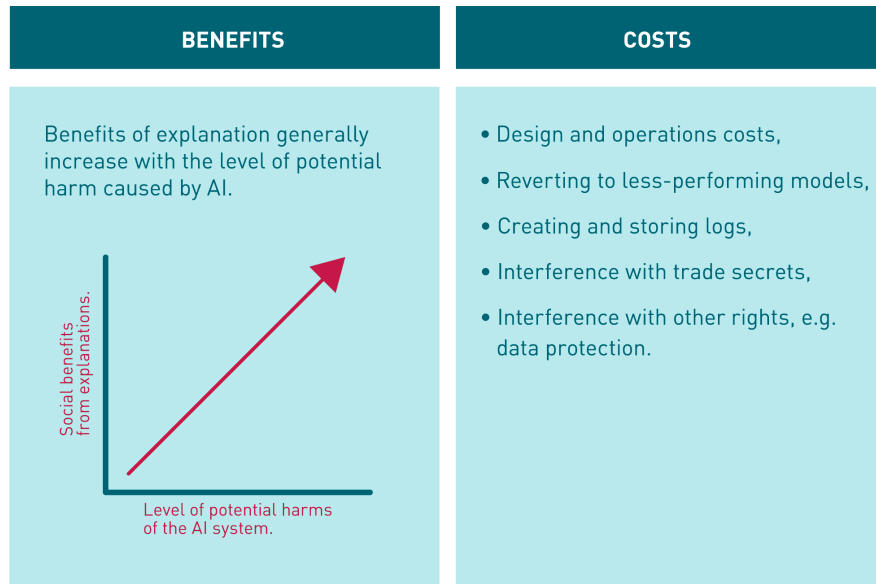 BENEFITS
Benefits of explanation generally
increase with the level of potential
harm caused by AI.
Social benefits
from explanations.
Level of potential harms
of the AI system.
COSTS
• Design and operations costs,
• Reverting to less-performing models,
• Creating and storing logs,
• Interference with trade secrets,
• Interference with other rights, e.g.
data protection.